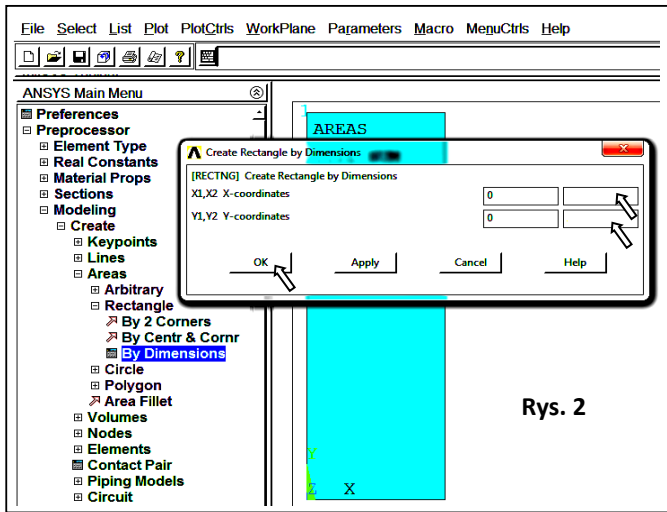 File Select List Plot PlotCtrls WorkPlane Parameters Macro MenuCtrls Help
ANSYS Main Menu
Preferences
Preprocessor
Element Type
Real Constants
Material Props
Sections
Modeling
Create
Keypoints
Lines
Areas
Arbitrary
Rectangle
By 2 Corners
By Centr & Cornr
By Dimensions
Circle
Polygon
Area Fillet
Volumes
Nodes
Elements
Contact Pair
Piping Models
Circuit
1
AREAS
Create Rectangle by Dimensions
[RECTNG] Create Rectangle by Dimensions
X1,X2 X-coordinates 0
Y1,Y2 Y-coordinates 0
OK Apply Cancel Help
Rys. 2
Y
Z X